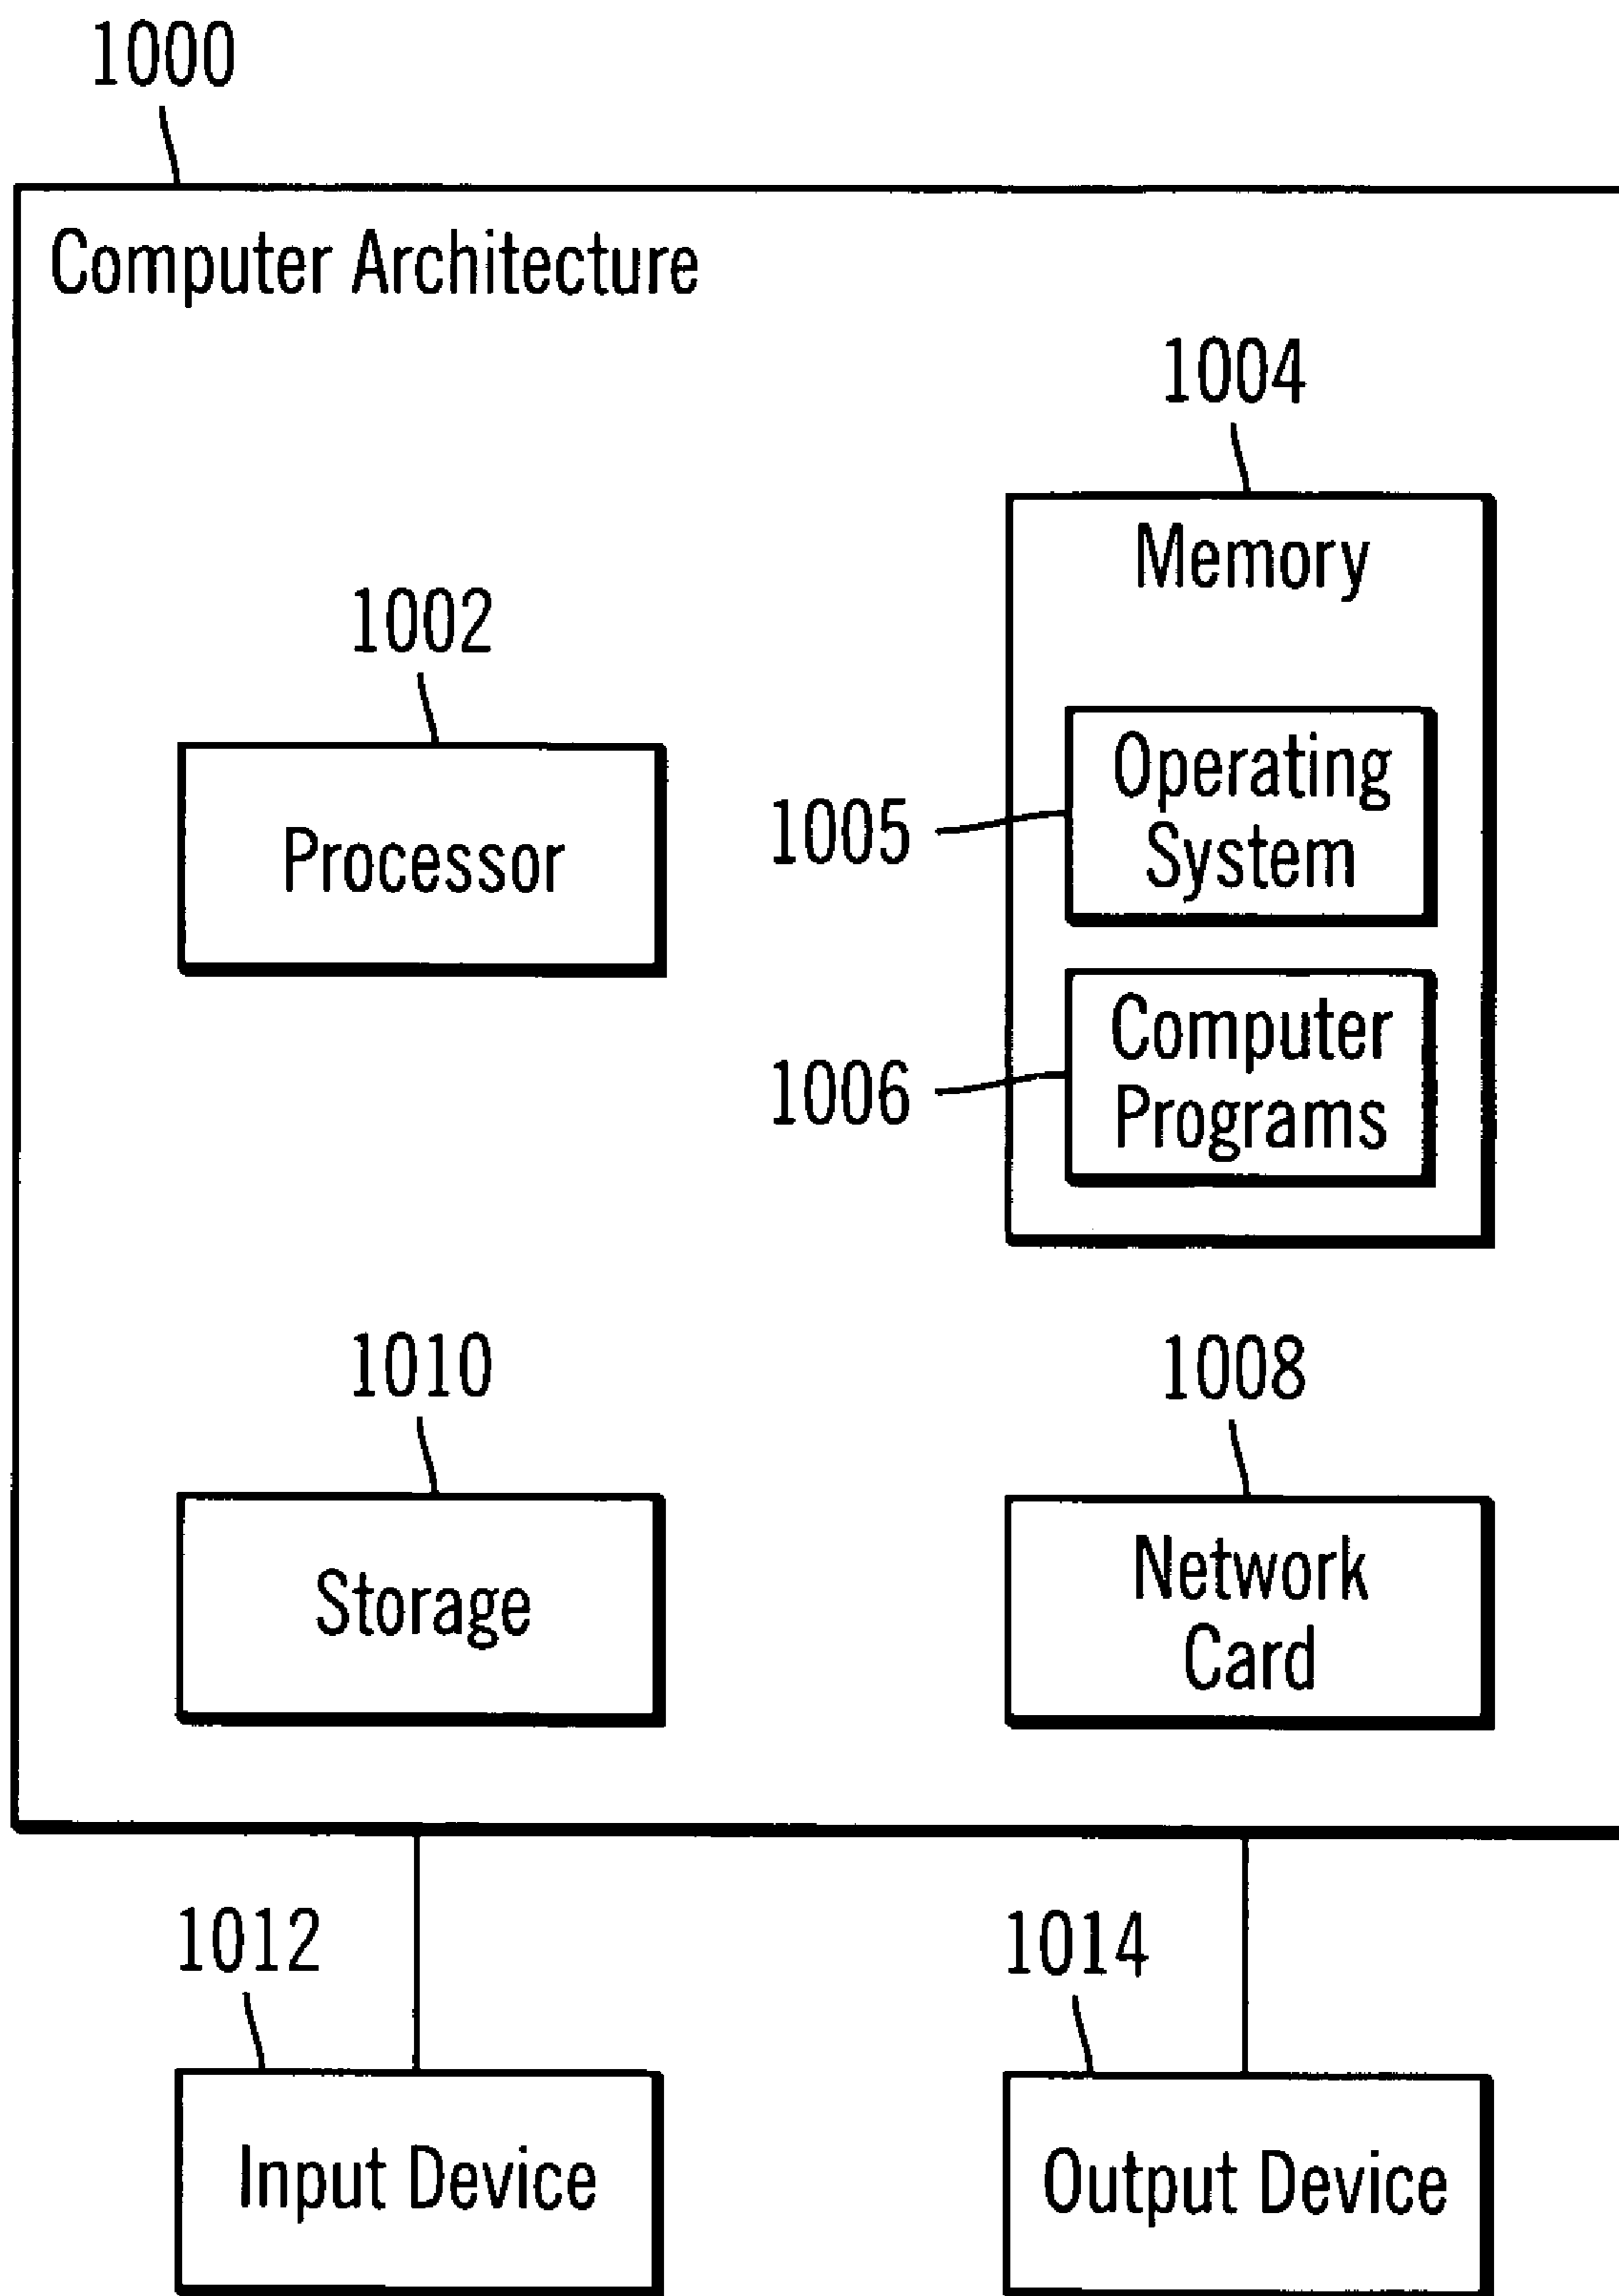 1000
Computer Architecture
1004
Memory
1002
Operating
System
1005
Processor
Computer
Programs
1006
1010
1008
Storage
Network
Card
1012
1014
Input Device
Output Device